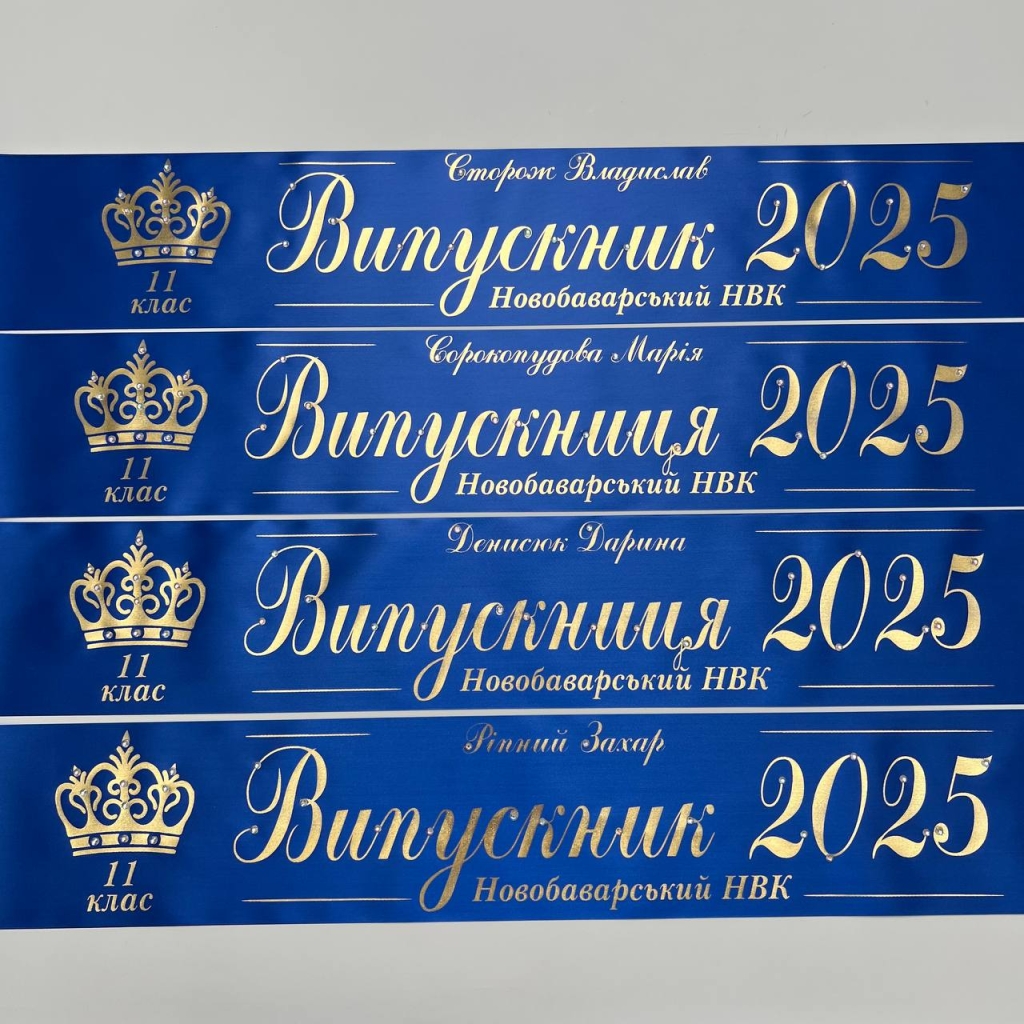 Сторож Владислав
Випускник 2025
Новобаварський НВК
11
клас
Сорокопудова Марія
Випускниця 2025
Новобаварський НВК
11
клас
Денисюк Дарина
Випускниця 2025
Новобаварський НВК
11
клас
Ріпний Захар
Випускник 2025
Новобаварський НВК
11
клас